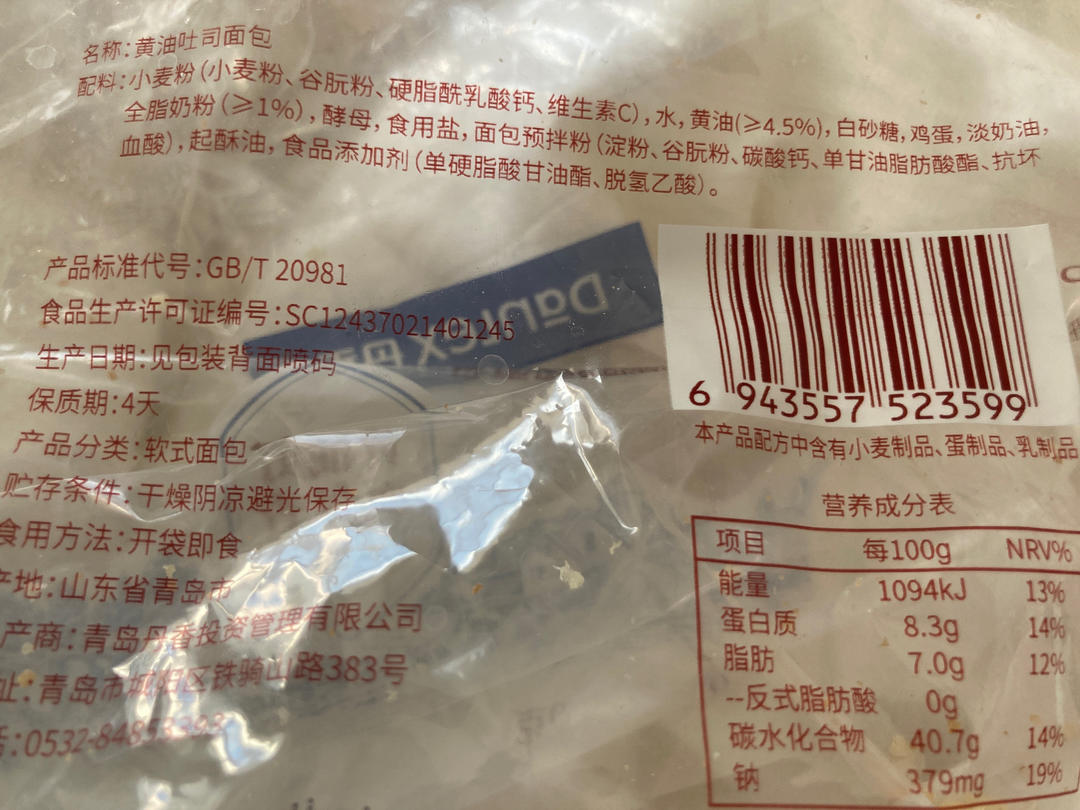 名称：黄油吐司面包
配料：小麦粉（小麦粉、谷朊粉、硬脂酰乳酸钙、维生素C），水，黄油(≥4.5%)，白砂糖，鸡蛋，淡奶油，
全脂奶粉（≥1%），酵母，食用盐，面包预拌粉（淀粉、谷朊粉、碳酸钙、单甘油脂肪酸酯、抗坏
血酸），起酥油，食品添加剂（单硬脂酸甘油酯、脱氢乙酸）。
产品标准代号：GB/T 20981
食品生产许可证编号：SC12437021401245
生产日期：见包装背面喷码
保质期：4天
产品分类：软式面包
贮存条件：干燥阴凉避光保存
食用方法：开袋即食
产地：山东省青岛市
产商：青岛丹香投资管理有限公司
址：青岛市城阳区铁骑山路383号
：0532-84853393
6 943557 523599
本产品配方中含有小麦制品、蛋制品、乳制品
营养成分表
项目 每100g NRV%
能量 1094kJ 13%
蛋白质 8.3g 14%
脂肪 7.0g 12%
--反式脂肪酸 0g
碳水化合物 40.7g 14%
钠 379mg 19%